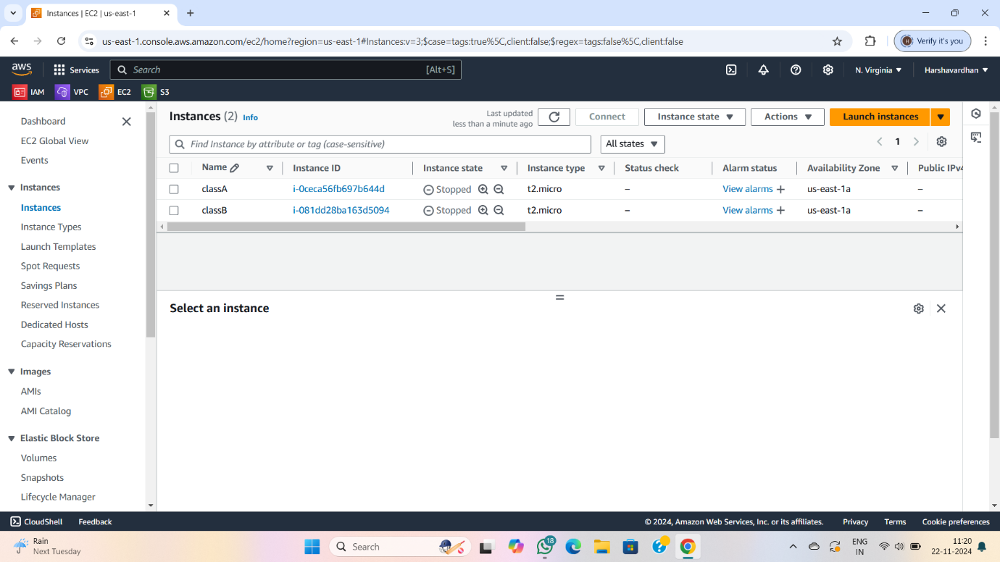 Instances | EC2 | us-east-1
us-east-1.console.aws.amazon.com/ec2/home?region=us-east-1#Instances:v=3;$case=tags:true%5C,client:false;$regex=tags:false%5C,client:false
H Verify it's you
aws Services Search [Alt+S] N. Virginia Harshavardhan
IAM VPC EC2 S3
Dashboard
EC2 Global View
Events
Instances
Instances
Instance Types
Launch Templates
Spot Requests
Savings Plans
Reserved Instances
Dedicated Hosts
Capacity Reservations
Images
AMIs
AMI Catalog
Elastic Block Store
Volumes
Snapshots
Lifecycle Manager
Instances (2) Info
Last updated
less than a minute ago
Connect Instance state Actions Launch instances
Find Instance by attribute or tag (case-sensitive) All states 1
Name Instance ID Instance state Instance type Status check Alarm status Availability Zone Public IPv4
classA i-0ceca56fb697b644d Stopped t2.micro – View alarms + us-east-1a –
classB i-081dd28ba163d5094 Stopped t2.micro – View alarms + us-east-1a –
Select an instance
CloudShell Feedback © 2024, Amazon Web Services, Inc. or its affiliates. Privacy Terms Cookie preferences
Rain
Next Tuesday
Search
18
ENG
IN
11:20
22-11-2024